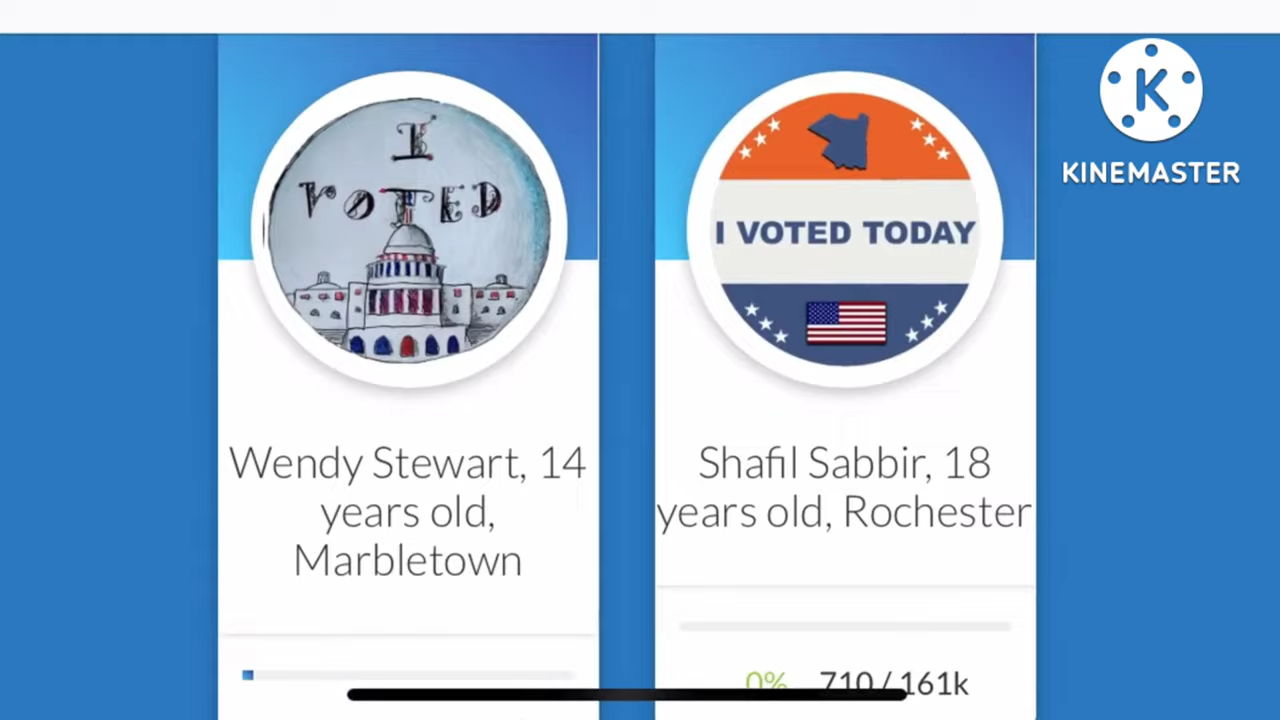 I
VOTED
Wendy Stewart, 14
years old,
Marbletown
I VOTED TODAY
Shafil Sabbir, 18
years old, Rochester
0% 710 / 161k
K
KINEMASTER